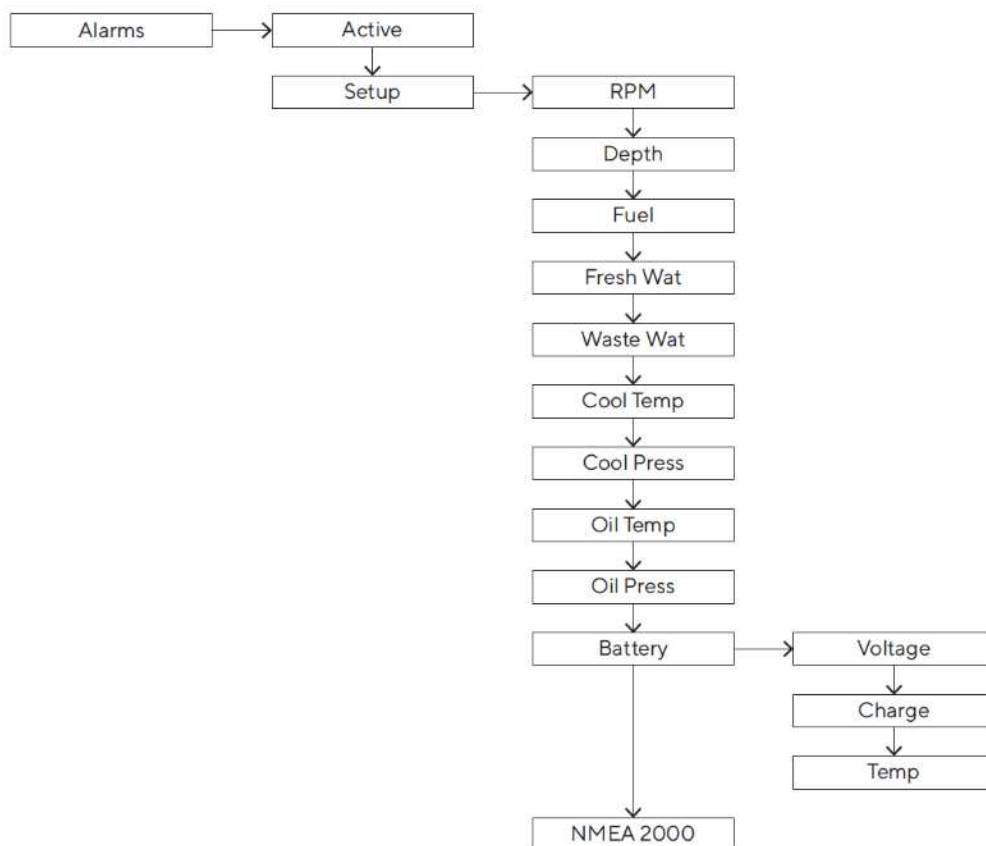 Alarms
Active
Setup
RPM
Depth
Fuel
Fresh Wat
Waste Wat
Cool Temp
Cool Press
Oil Temp
Oil Press
Battery
Voltage
Charge
Temp
NMEA 2000